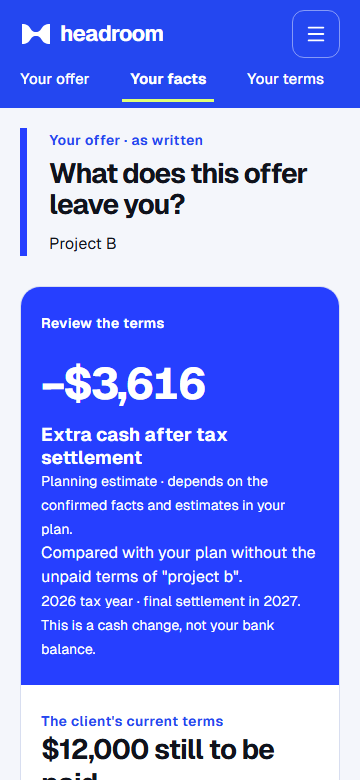 headroom
Your offer
Your facts
Your terms
Your offer · as written
What does this offer
leave you?
Project B
Review the terms
–$3,616
Extra cash after tax
settlement
Planning estimate · depends on the
confirmed facts and estimates in your
plan.
Compared with your plan without the
unpaid terms of "project b".
2026 tax year · final settlement in 2027.
This is a cash change, not your bank
balance.
The client's current terms
$12,000 still to be
paid